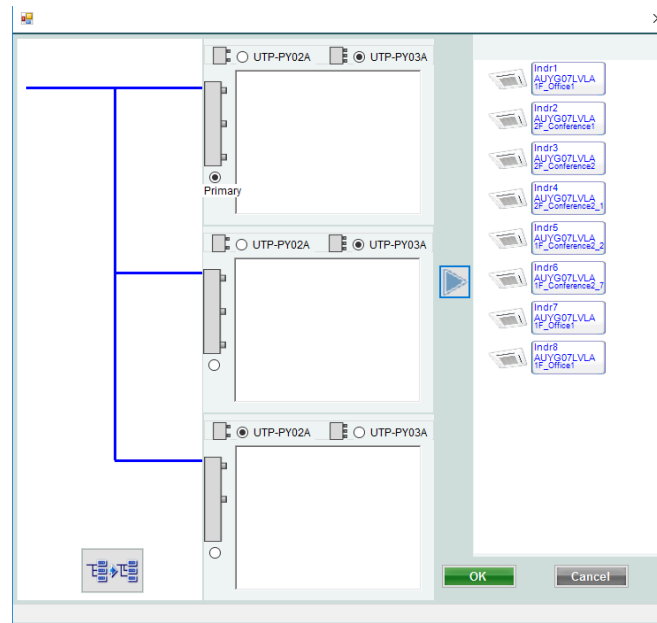 UTP-PY02A UTP-PY03A
Primary
UTP-PY02A UTP-PY03A
UTP-PY02A UTP-PY03A
Indr1
AUYG07LVLA
1F_Office1
Indr2
AUYG07LVLA
2F_Conference1
Indr3
AUYG07LVLA
2F_Conference2
Indr4
AUYG07LVLA
2F_Conference2_1
Indr5
AUYG07LVLA
1F_Conference2_2
Indr6
AUYG07LVLA
1F_Conference2_7
Indr7
AUYG07LVLA
1F_Office1
Indr8
AUYG07LVLA
1F_Office1
OK Cancel